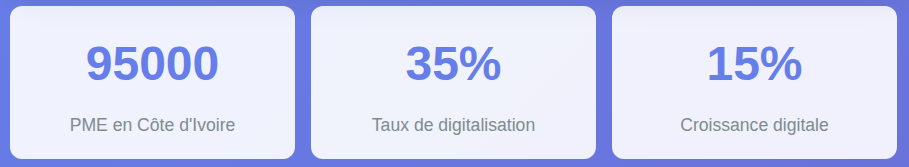 95000
35%
15%
PME en Côte d'Ivoire
Taux de digitalisation
Croissance digitale